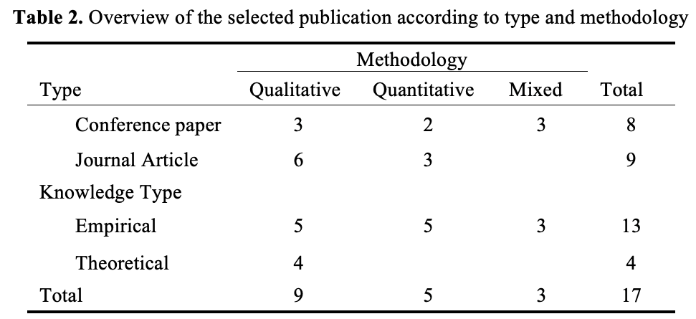 Table 2. Overview of the selected publication according to type and methodology
Methodology
Type Qualitative Quantitative Mixed Total
Conference paper 3 2 3 8
Journal Article 6 3 9
Knowledge Type
Empirical 5 5 3 13
Theoretical 4 4
Total 9 5 3 17